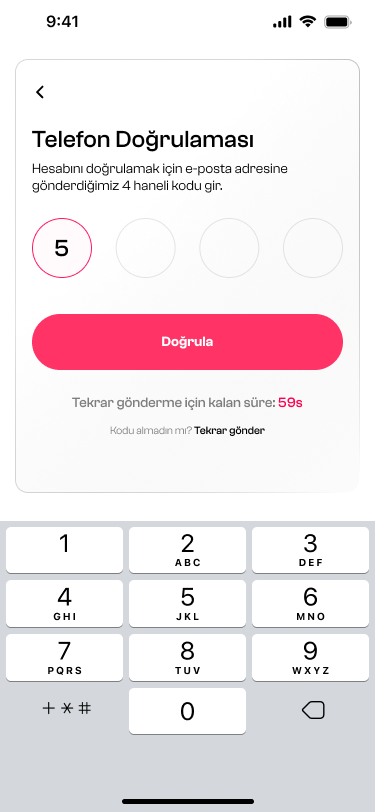 9:41
Telefon Doğrulaması
Hesabını doğrulamak için e-posta adresine
gönderdiğimiz 4 haneli kodu gir.
5
Doğrula
Tekrar gönderme için kalan süre: 59s
Kodu almadın mı? Tekrar gönder
1 2 3
ABC DEF
4 5 6
GHI JKL MNO
7 8 9
PQRS TUV WXYZ
+ * # 0